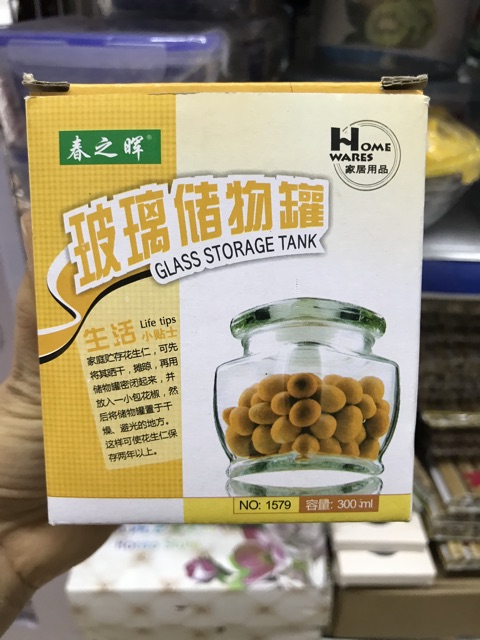 春之晖®
HOME
WARES
家居用品
玻璃储物罐
GLASS STORAGE TANK
生活 Life tips
小贴士
家庭贮存花生仁，可先
将其晒干，摊晾，再用
储物罐密闭起来，并
放入一小包花椒，然
后将储物罐置于干
燥、避光的地方。
这样可使花生仁保
存两年以上。
NO: 1579 容量: 300 ml